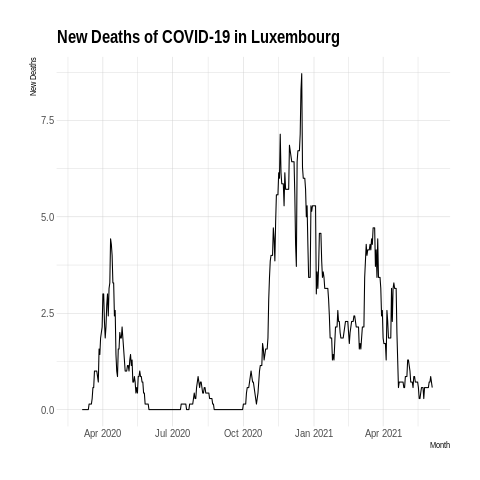 New Deaths of COVID-19 in Luxembourg
New Deaths
7.5
5.0
2.5
0.0
Apr 2020 Jul 2020 Oct 2020 Jan 2021 Apr 2021
Month